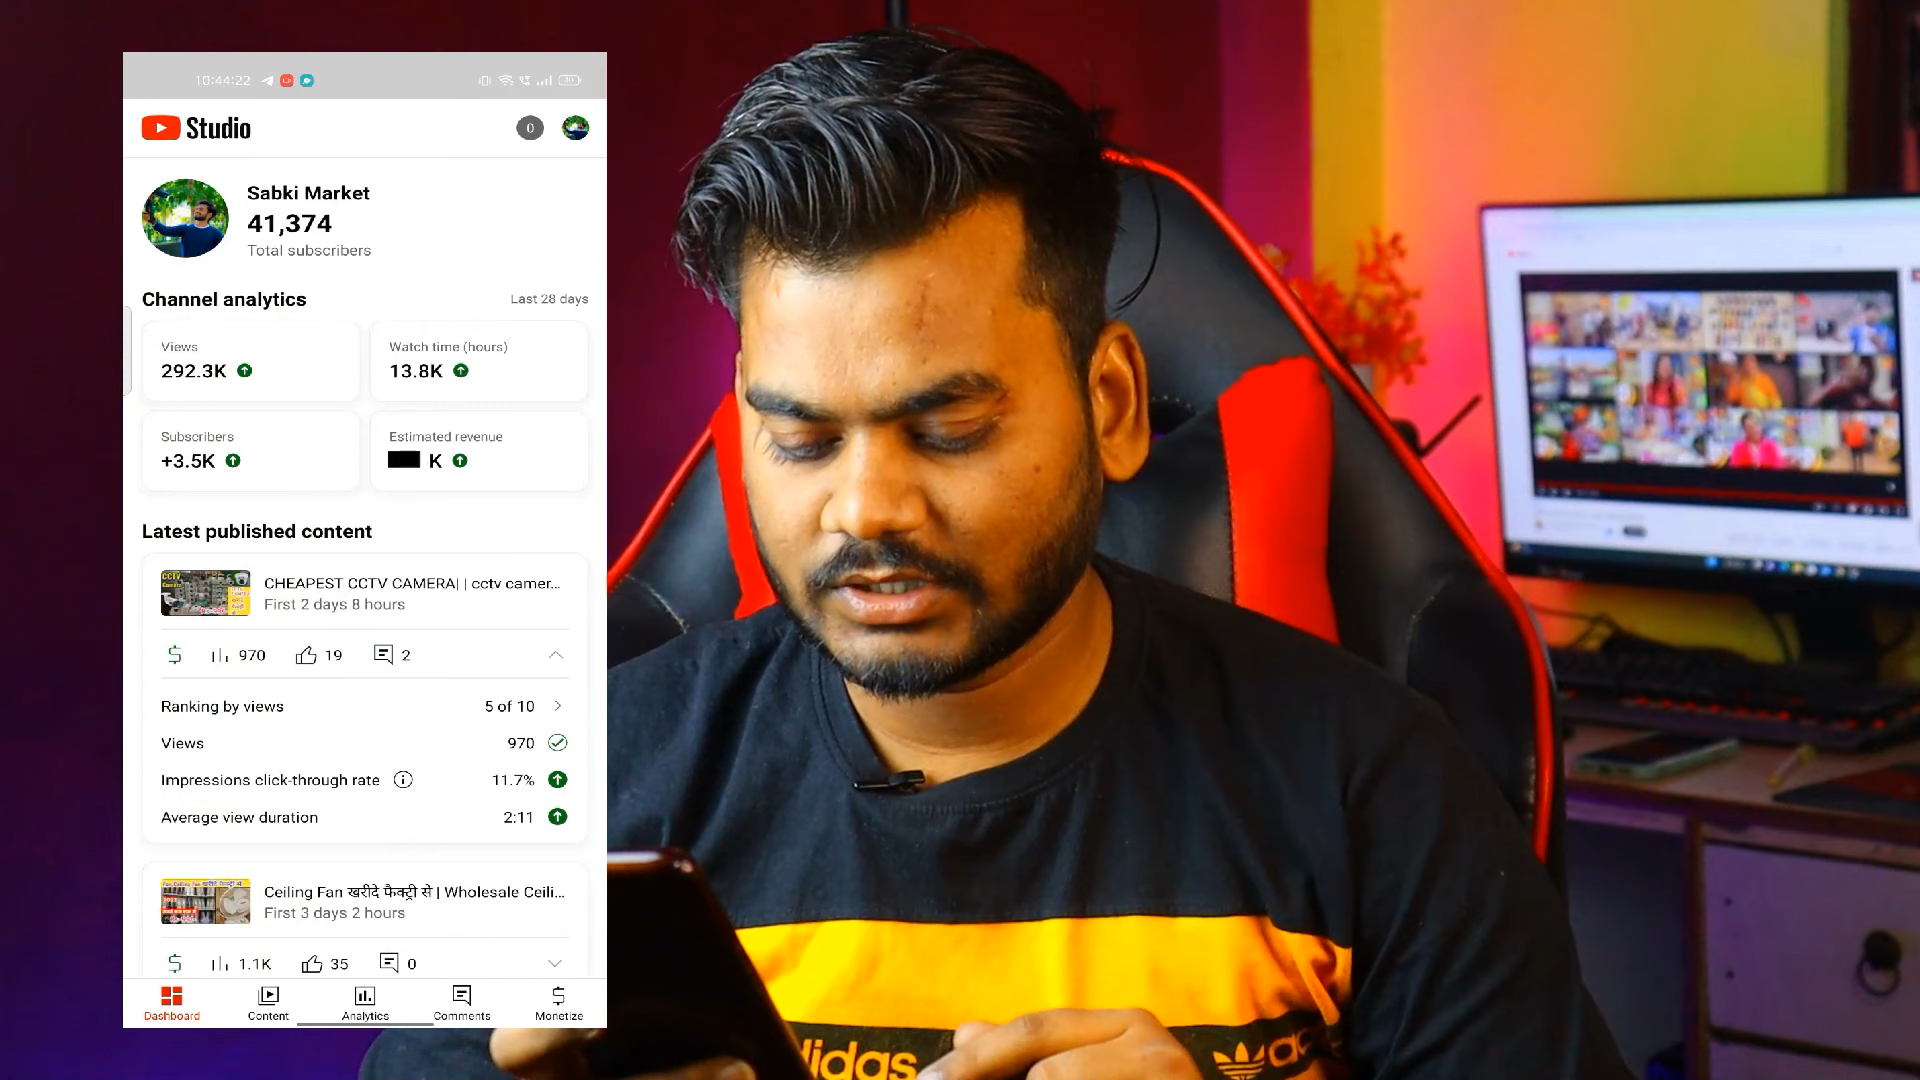 10:44:22
Studio
0
Sabki Market
41,374
Total subscribers
Channel analytics
Last 28 days
Views
292.3K
Watch time (hours)
13.8K
Subscribers
+3.5K
Estimated revenue
K
Latest published content
CHEAPEST CCTV CAMERA| | cctv camer...
First 2 days 8 hours
970
19
2
Ranking by views
5 of 10
Views
970
Impressions click-through rate
11.7%
Average view duration
2:11
Ceiling Fan खरीदे फैक्ट्री से | Wholesale Ceili...
First 3 days 2 hours
1.1K
35
0
Dashboard
Content
Analytics
Comments
Monetize
didas